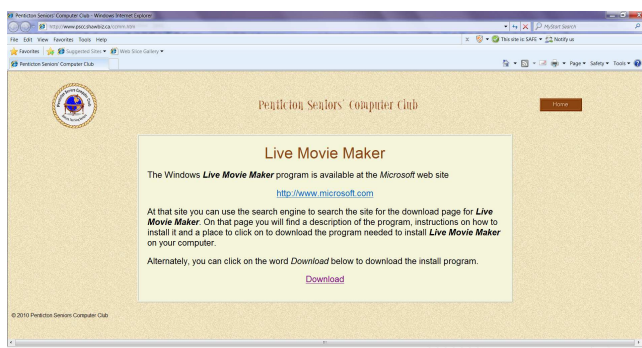 Penticton Seniors' Computer Club - Windows Internet Explorer
MyStart Search
File Edit View Favorites Tools Help
x This site is SAFE Notify us
Favorites Suggested Sites Web Slice Gallery
Penticton Seniors' Computer Club
Page Safety Tools
Penticton Seniors' Computer Club
Home
Live Movie Maker
The Windows Live Movie Maker program is available at the Microsoft web site
http://www.microsoft.com
At that site you can use the search engine to search the site for the download page for Live
Movie Maker. On that page you will find a description of the program, instructions on how to
install it and a place to click on to download the program needed to install Live Movie Maker
on your computer.
Alternately, you can click on the word Download below to download the install program.
Download
© 2010 Penticton Seniors Computer Club